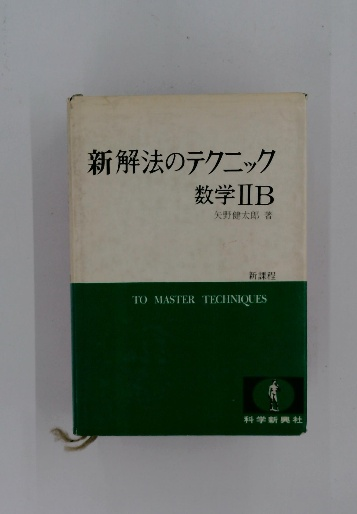 新解法のテクニック
数学ⅡB
矢野健太郎 著
新課程
TO MASTER TECHNIQUES
科学新興社